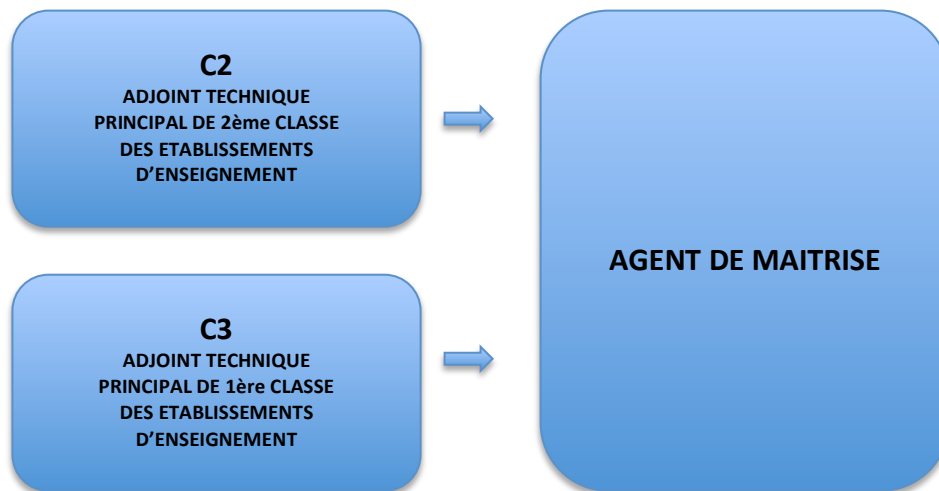 C2
ADJOINT TECHNIQUE
PRINCIPAL DE 2ème CLASSE
DES ETABLISSEMENTS
D’ENSEIGNEMENT
C3
ADJOINT TECHNIQUE
PRINCIPAL DE 1ère CLASSE
DES ETABLISSEMENTS
D’ENSEIGNEMENT
AGENT DE MAITRISE